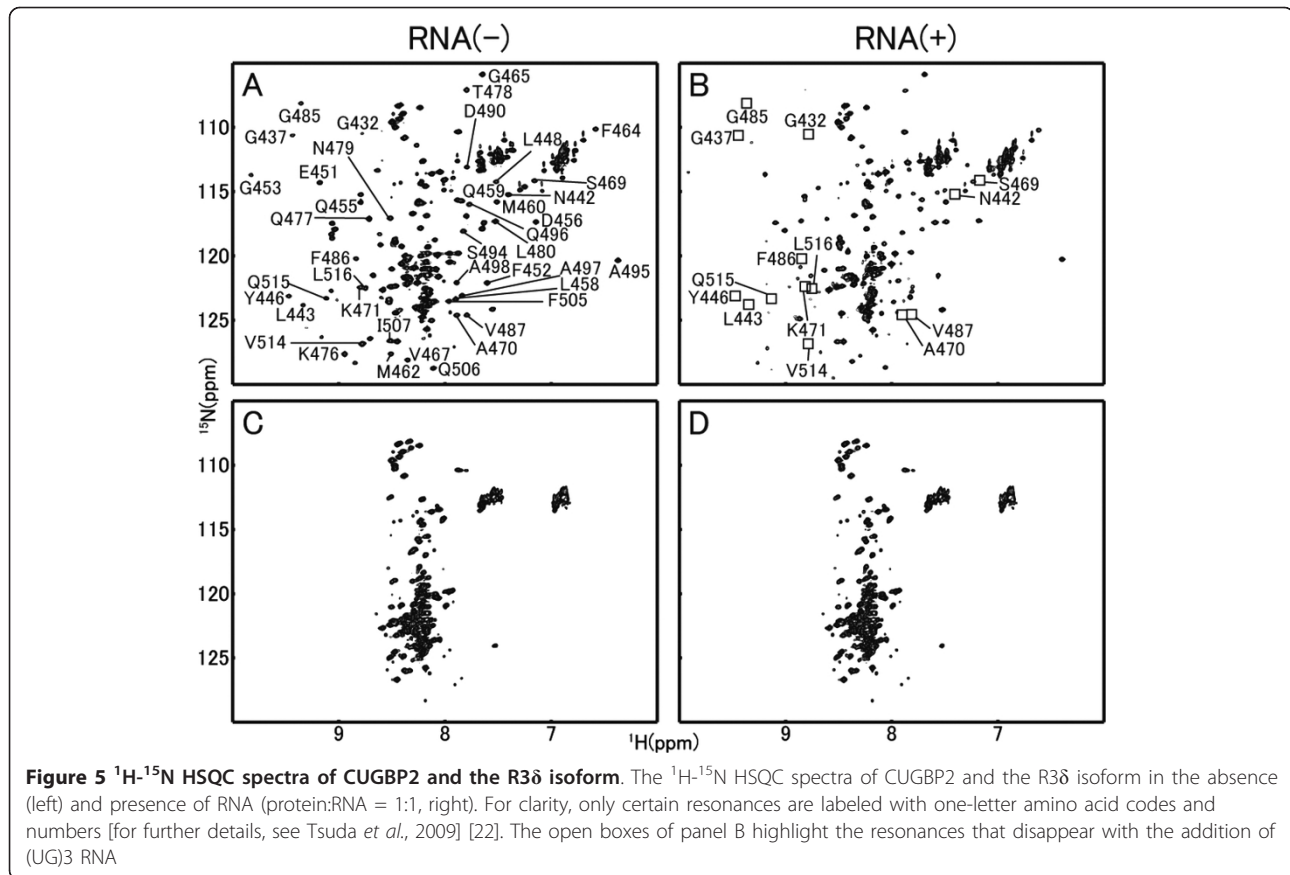 RNA(−)
RNA(+)
A
G465
T478
D490
G485
G432
L448
F464
G437
N479
E451
S469
G453
Q459
N442
Q455
M460
Q477
D456
Q496
L480
F486
S494
A497
A498
F452
A495
L516
L458
Q515
K471
F505
Y446
L443
I507
V487
V514
V467
A470
K476
M462
Q506
110
115
120
125
¹⁵N(ppm)
B
G485
G437
G432
S469
N442
L516
F486
Q515
Y446
L443
K471
V487
A470
V514
C
110
115
120
125
9 8 7
D
9 8 7
¹H(ppm)
Figure 5 ¹H-¹⁵N HSQC spectra of CUGBP2 and the R3δ isoform. The ¹H-¹⁵N HSQC spectra of CUGBP2 and the R3δ isoform in the absence
(left) and presence of RNA (protein:RNA = 1:1, right). For clarity, only certain resonances are labeled with one-letter amino acid codes and
numbers [for further details, see Tsuda et al., 2009] [22]. The open boxes of panel B highlight the resonances that disappear with the addition of
(UG)3 RNA